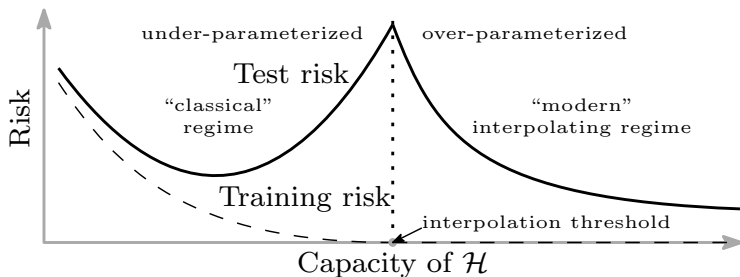 under-parameterized
over-parameterized
Test risk
“classical”
regime
“modern”
interpolating regime
Risk
Training risk
interpolation threshold
Capacity of ℋ